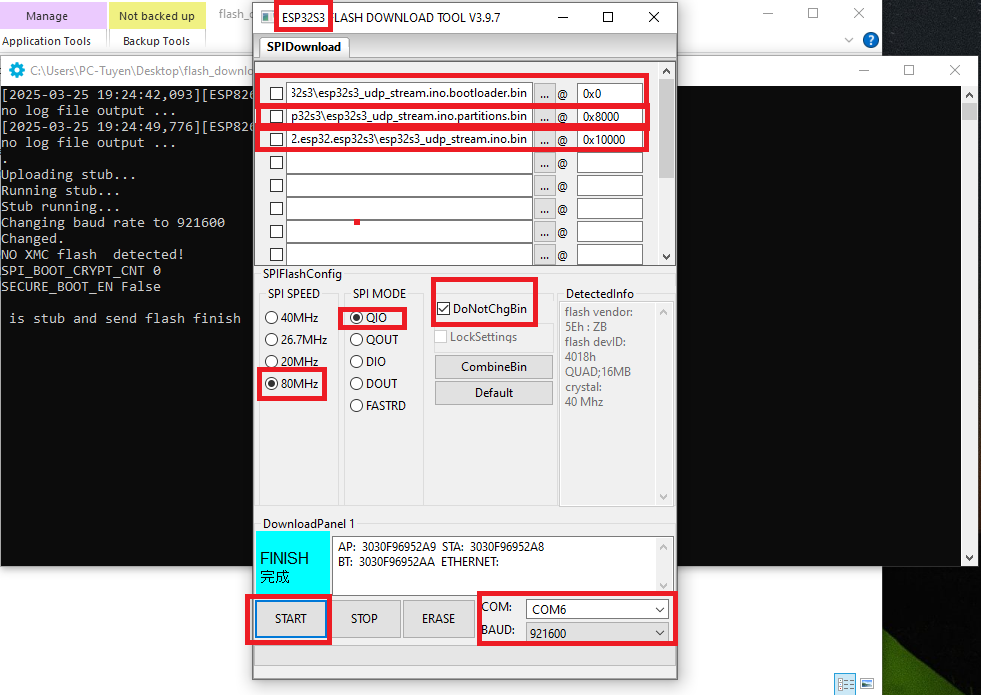 Manage
Not backed up
flash_c
Application Tools
Backup Tools
C:\Users\PC-Tuyen\Desktop\flash_downlo
[2025-03-25 19:24:42,093][ESP826
no log file output ...
[2025-03-25 19:24:49,776][ESP826
no log file output ...
.
Uploading stub...
Running stub...
Stub running...
Changing baud rate to 921600
Changed.
NO XMC flash  detected!
SPI_BOOT_CRYPT_CNT 0
SECURE_BOOT_EN False
is stub and send flash finish
ESP32S3 FLASH DOWNLOAD TOOL V3.9.7
SPIDownload
32s3\esp32s3_udp_stream.ino.bootloader.bin ... @ 0x0
p32s3\esp32s3_udp_stream.ino.partitions.bin ... @ 0x8000
2.esp32.esp32s3\esp32s3_udp_stream.ino.bin ... @ 0x10000
... @
... @
... @
... @
... @
SPIFlashConfig
SPI SPEED
40MHz
26.7MHz
20MHz
80MHz
SPI MODE
QIO
QOUT
DIO
DOUT
FASTRD
DoNotChgBin
LockSettings
CombineBin
Default
DetectedInfo
flash vendor:
5Eh : ZB
flash devID:
4018h
QUAD;16MB
crystal:
40 Mhz
DownloadPanel 1
FINISH
完成
AP: 3030F96952A9 STA: 3030F96952A8
BT: 3030F96952AA ETHERNET:
START
STOP
ERASE
COM: COM6
BAUD: 921600